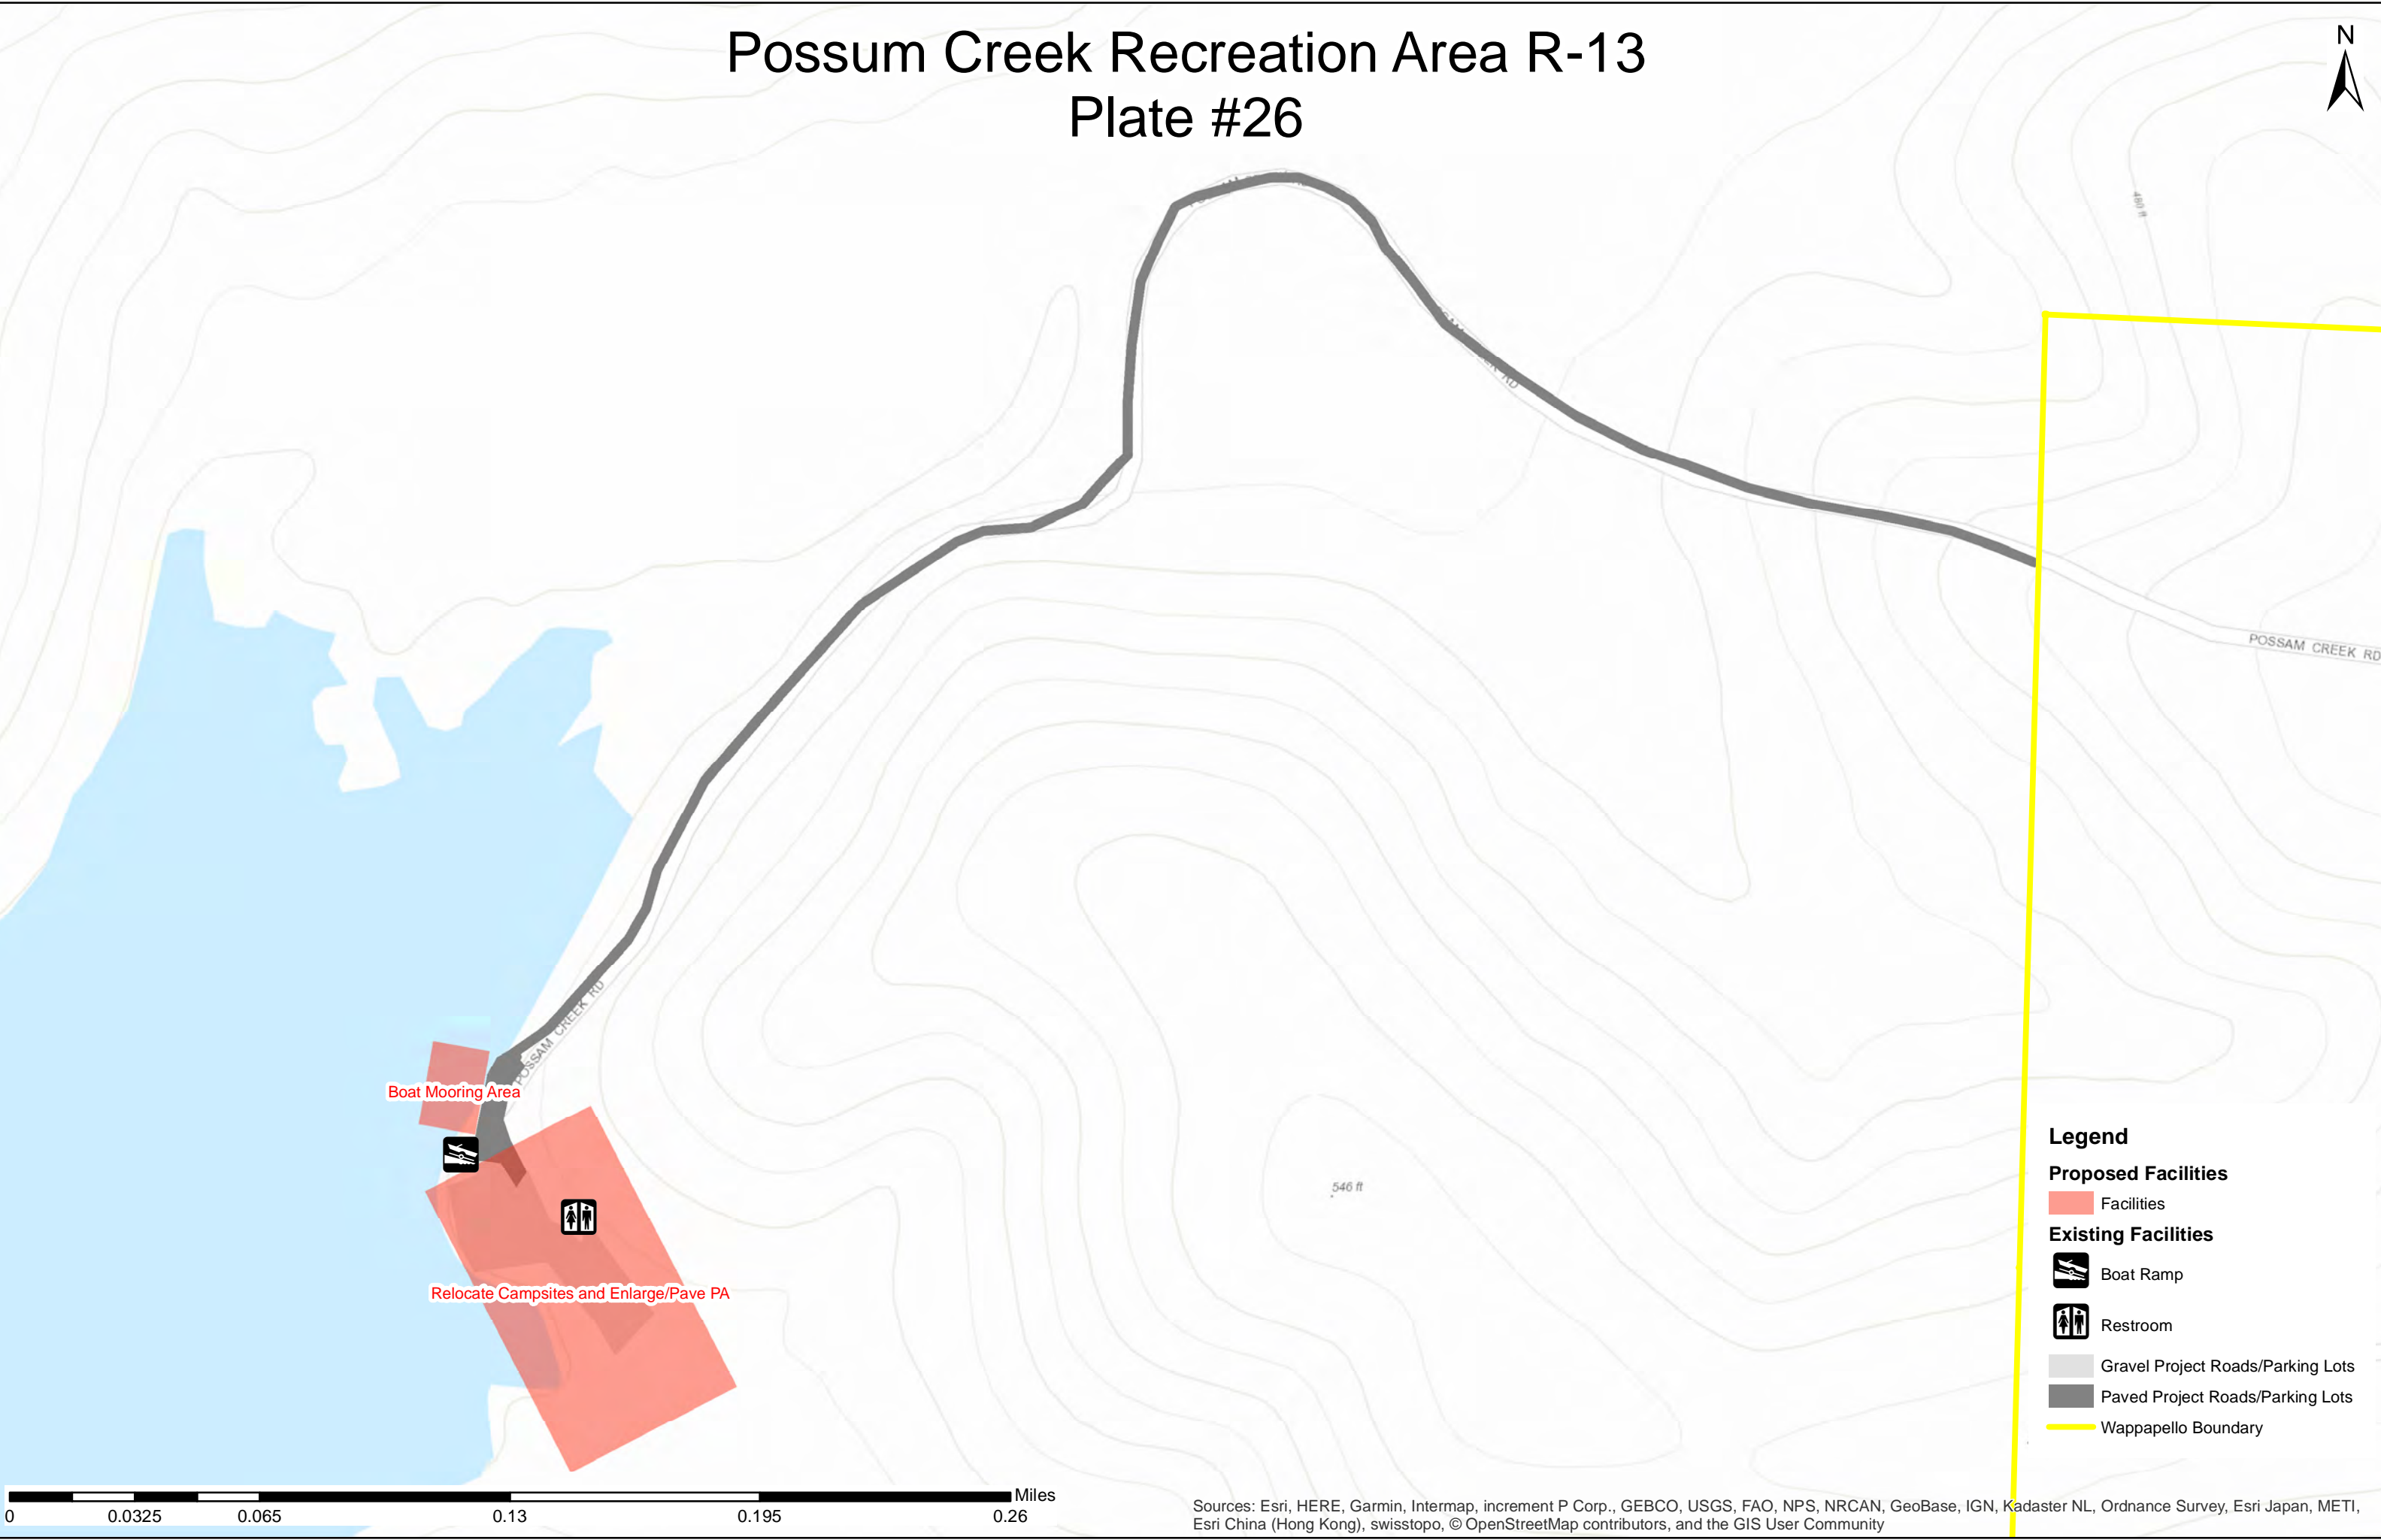 Possum Creek Recreation Area R-13
Plate #26
N
480 ft
RD
POSSAM CREEK RD
POSSAM CREEK RD
Boat Mooring Area
546 ft
Relocate Campsites and Enlarge/Pave PA
Legend
Proposed Facilities
Facilities
Existing Facilities
Boat Ramp
Restroom
Gravel Project Roads/Parking Lots
Paved Project Roads/Parking Lots
Wappapello Boundary
Miles
0 0.0325 0.065 0.13 0.195 0.26
Sources: Esri, HERE, Garmin, Intermap, increment P Corp., GEBCO, USGS, FAO, NPS, NRCAN, GeoBase, IGN, Kadaster NL, Ordnance Survey, Esri Japan, METI,
Esri China (Hong Kong), swisstopo, © OpenStreetMap contributors, and the GIS User Community